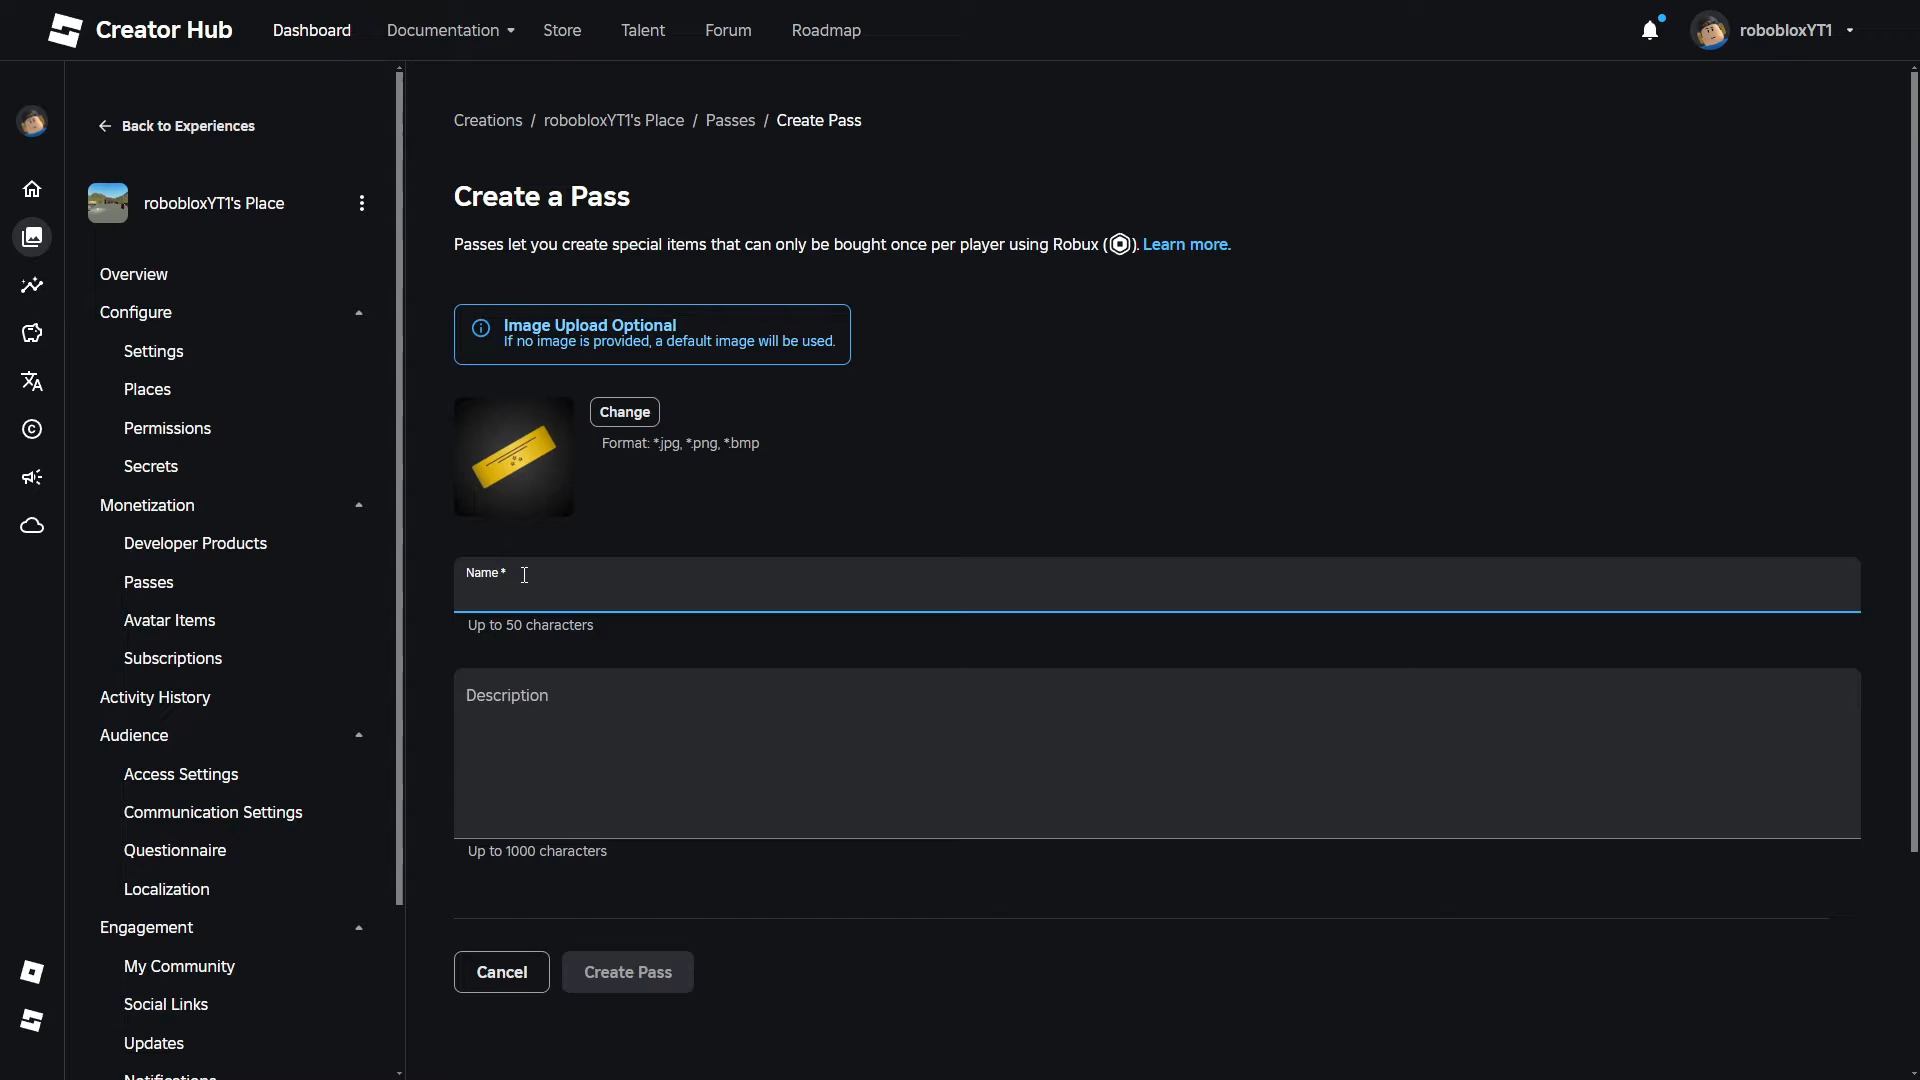 Creator Hub
Dashboard
Documentation
Store
Talent
Forum
Roadmap
robobloxYT1
Back to Experiences
robobloxYT1's Place
Overview
Configure
Settings
Places
Permissions
Secrets
Monetization
Developer Products
Passes
Avatar Items
Subscriptions
Activity History
Audience
Access Settings
Communication Settings
Questionnaire
Localization
Engagement
My Community
Social Links
Updates
Notifications
Creations / robobloxYT1's Place / Passes / Create Pass
Create a Pass
Passes let you create special items that can only be bought once per player using Robux ( ). Learn more.
Image Upload Optional
If no image is provided, a default image will be used.
Change
Format: *.jpg, *.png, *.bmp
Name *
Up to 50 characters
Description
Up to 1000 characters
Cancel
Create Pass